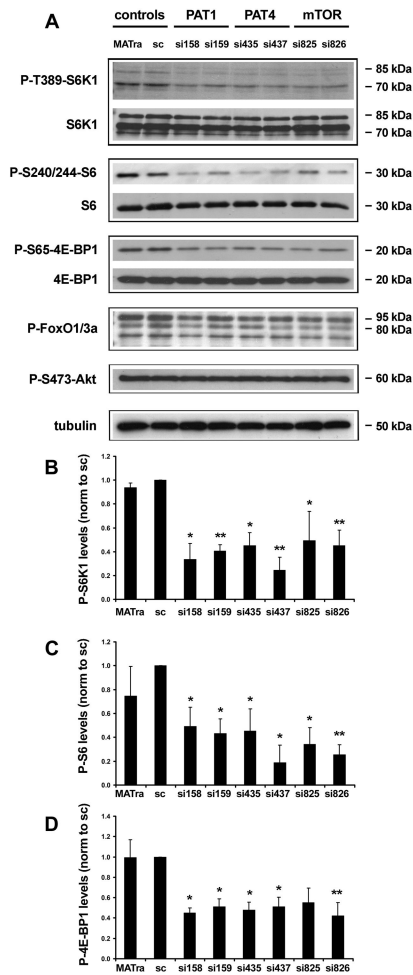 A
controls PAT1 PAT4 mTOR
MATra sc si158 si159 si435 si437 si825 si826
P-T389-S6K1
– 85 kDa
– 70 kDa
S6K1
– 85 kDa
– 70 kDa
P-S240/244-S6
– 30 kDa
S6
– 30 kDa
P-S65-4E-BP1
– 20 kDa
4E-BP1
– 20 kDa
P-FoxO1/3a
– 95 kDa
– 80 kDa
P-S473-Akt
– 60 kDa
tubulin
– 50 kDa
B
P-S6K1 levels (norm to sc)
1.2
1.0
0.8
0.6
0.4
0.2
0.0
* ** * ** * **
MATra sc si158 si159 si435 si437 si825 si826
C
P-S6 levels (norm to sc)
1.2
1.0
0.8
0.6
0.4
0.2
0.0
* * * * * **
MATra sc si158 si159 si435 si437 si825 si826
D
P-4E-BP1 levels (norm to sc)
1.4
1.2
1.0
0.8
0.6
0.4
0.2
0
* * * * **
MATra sc si158 si159 si435 si437 si825 si826